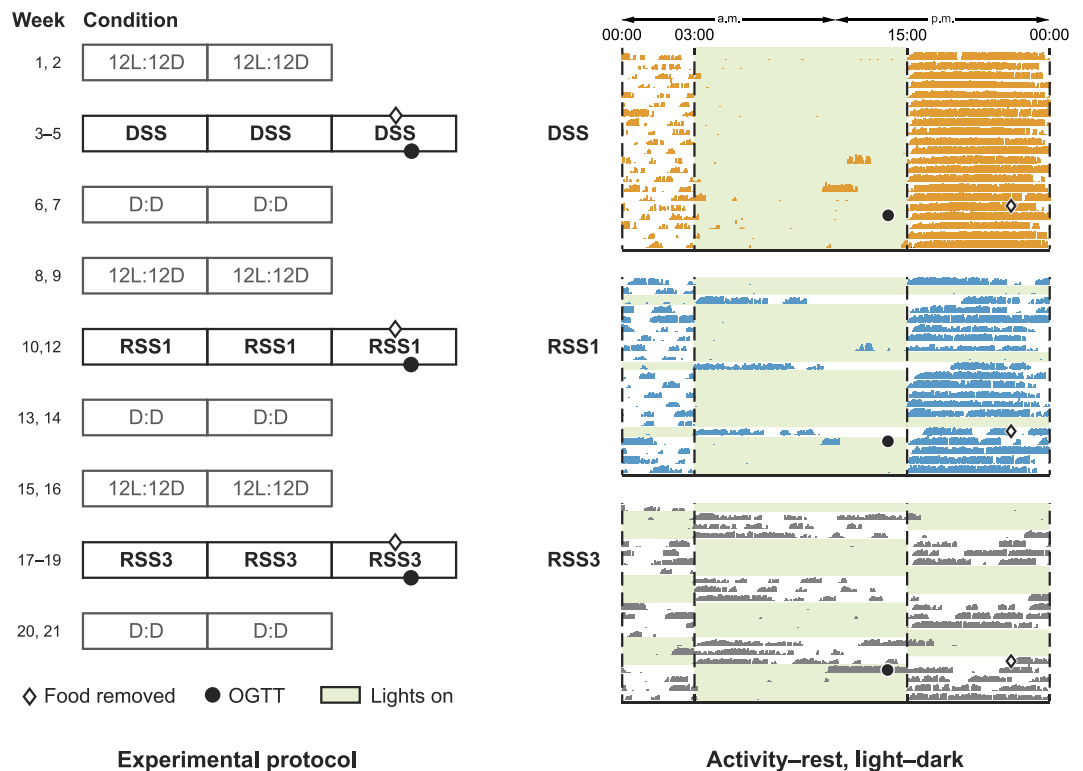 Week Condition
1, 2 12L:12D 12L:12D
3–5 DSS DSS DSS
6, 7 D:D D:D
8, 9 12L:12D 12L:12D
10,12 RSS1 RSS1 RSS1
13, 14 D:D D:D
15, 16 12L:12D 12L:12D
17–19 RSS3 RSS3 RSS3
20, 21 D:D D:D
Food removed OGTT Lights on
Experimental protocol
a.m. p.m.
00:00 03:00 15:00 00:00
DSS
RSS1
RSS3
Activity–rest, light–dark